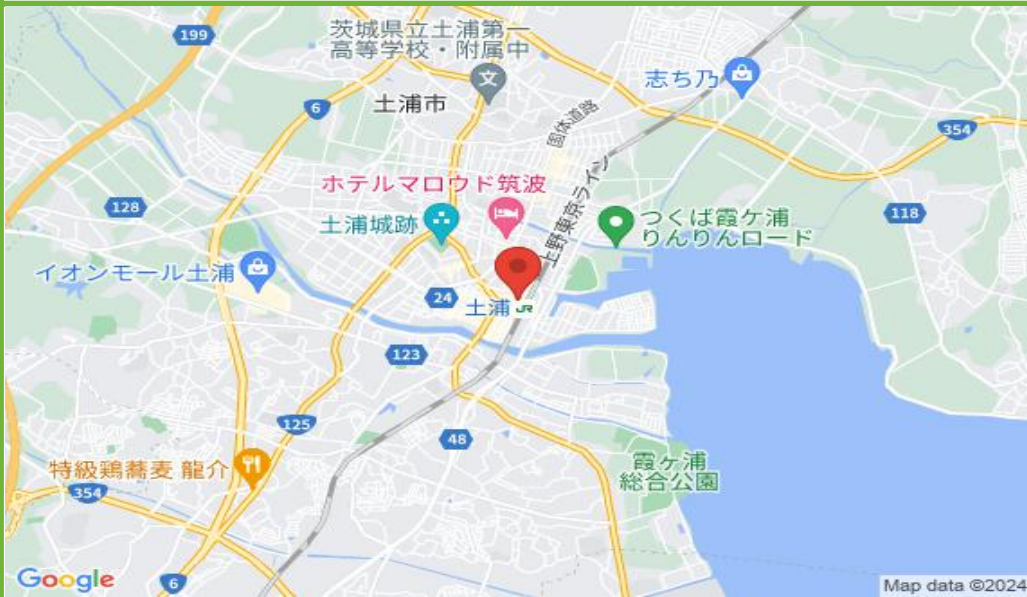 茨城県立土浦第一
高等学校・附属中
199
文
志ち乃
6
土浦市
国体道路
354
ホテルマロウド筑波
128
土浦城跡
上野東京ライン
つくば霞ケ浦
りんりんロード
118
イオンモール土浦
24
土浦
JR
123
125
48
霞ヶ浦
総合公園
特級鶏蕎麦 龍介
354
6
Google
Map data ©2024